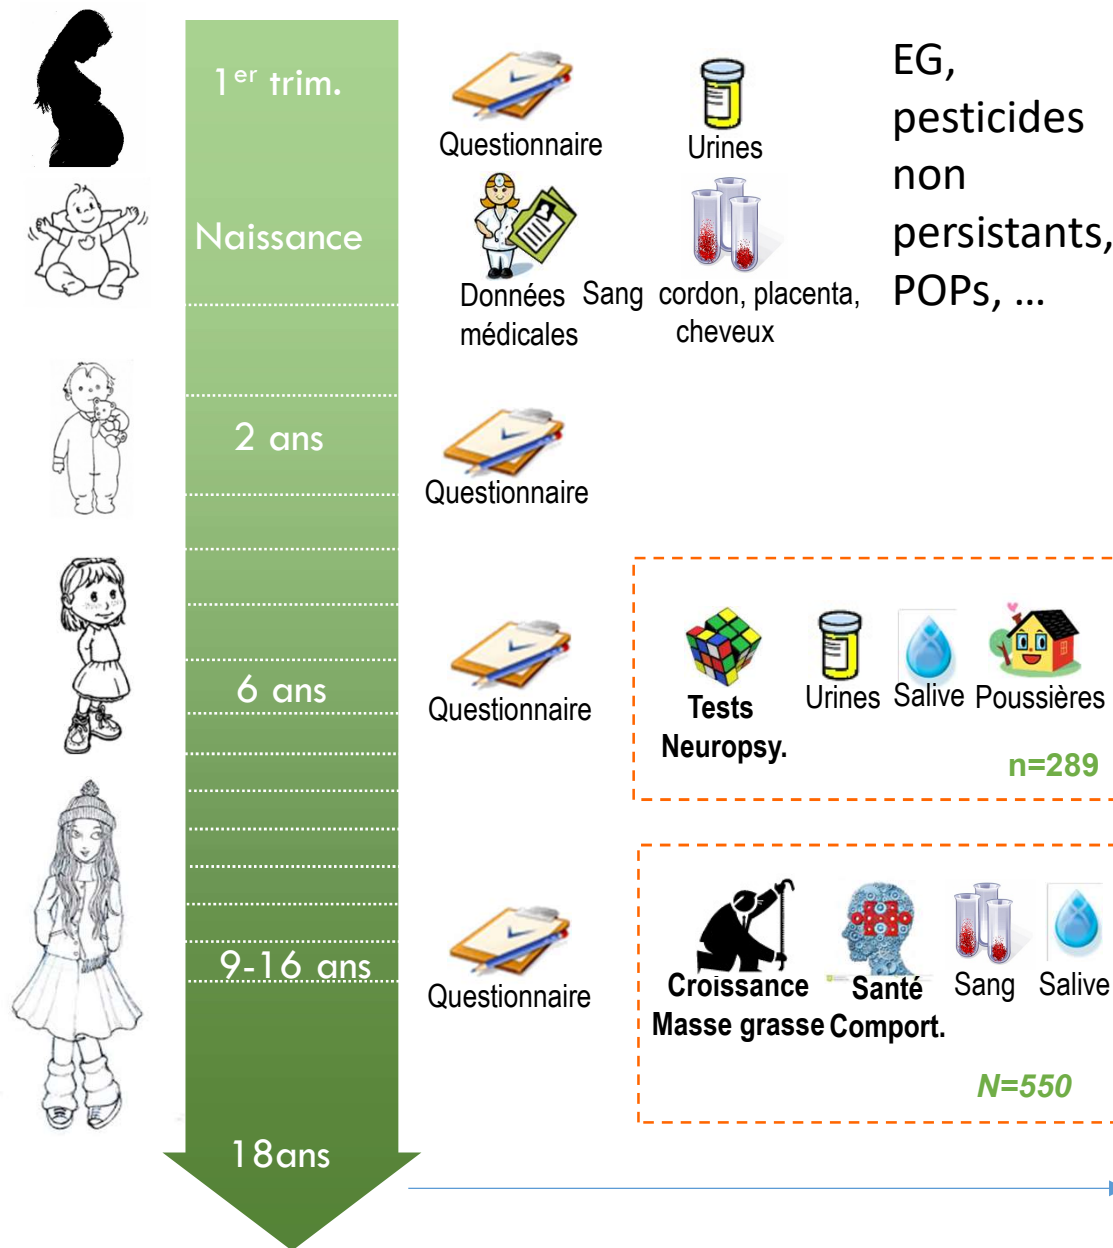 1er trim.
Questionnaire
Urines
EG,
pesticides
non
persistants,
POPs, ...
Naissance
Données
médicales
Sang cordon, placenta,
cheveux
2 ans
Questionnaire
6 ans
Questionnaire
Tests
Neuropsy.
Urines
Salive
Poussières
n=289
9-16 ans
Questionnaire
Croissance
Masse grasse
Santé
Comport.
Sang
Salive
N=550
18ans